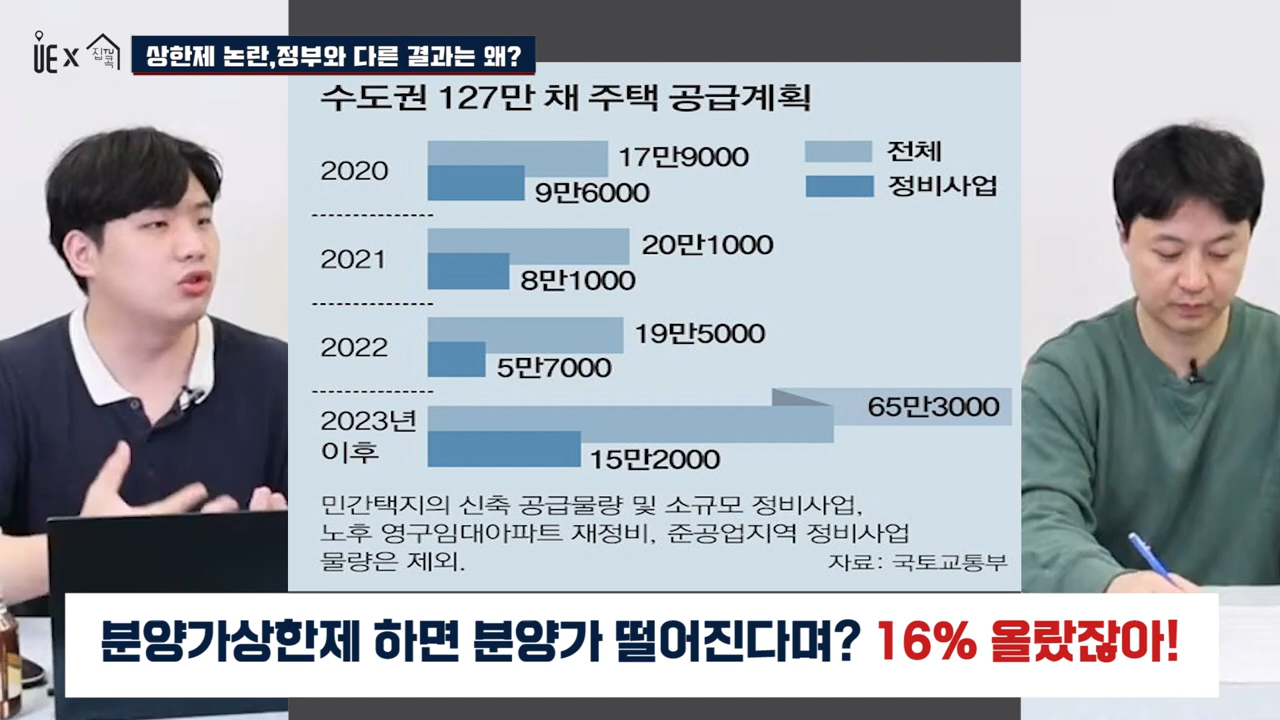 UE X 집TV콕
상한제 논란,정부와 다른 결과는 왜?
수도권 127만 채 주택 공급계획
전체
정비사업
2020
17만9000
9만6000
2021
20만1000
8만1000
2022
19만5000
5만7000
2023년
이후
65만3000
15만2000
민간택지의 신축 공급물량 및 소규모 정비사업,
노후 영구임대아파트 재정비, 준공업지역 정비사업
물량은 제외.
자료: 국토교통부
분양가상한제 하면 분양가 떨어진다며? 16% 올랐잖아!